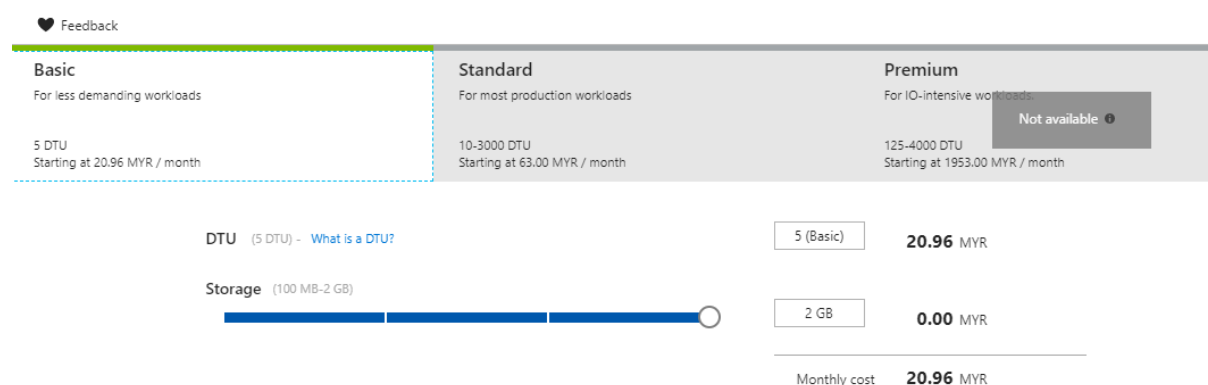 Feedback
Basic
For less demanding workloads
5 DTU
Starting at 20.96 MYR / month
Standard
For most production workloads
10-3000 DTU
Starting at 63.00 MYR / month
Premium
For IO-intensive workloads.
Not available
125-4000 DTU
Starting at 1953.00 MYR / month
DTU (5 DTU) - What is a DTU? 5 (Basic) 20.96 MYR
Storage (100 MB-2 GB)
2 GB 0.00 MYR
Monthly cost 20.96 MYR